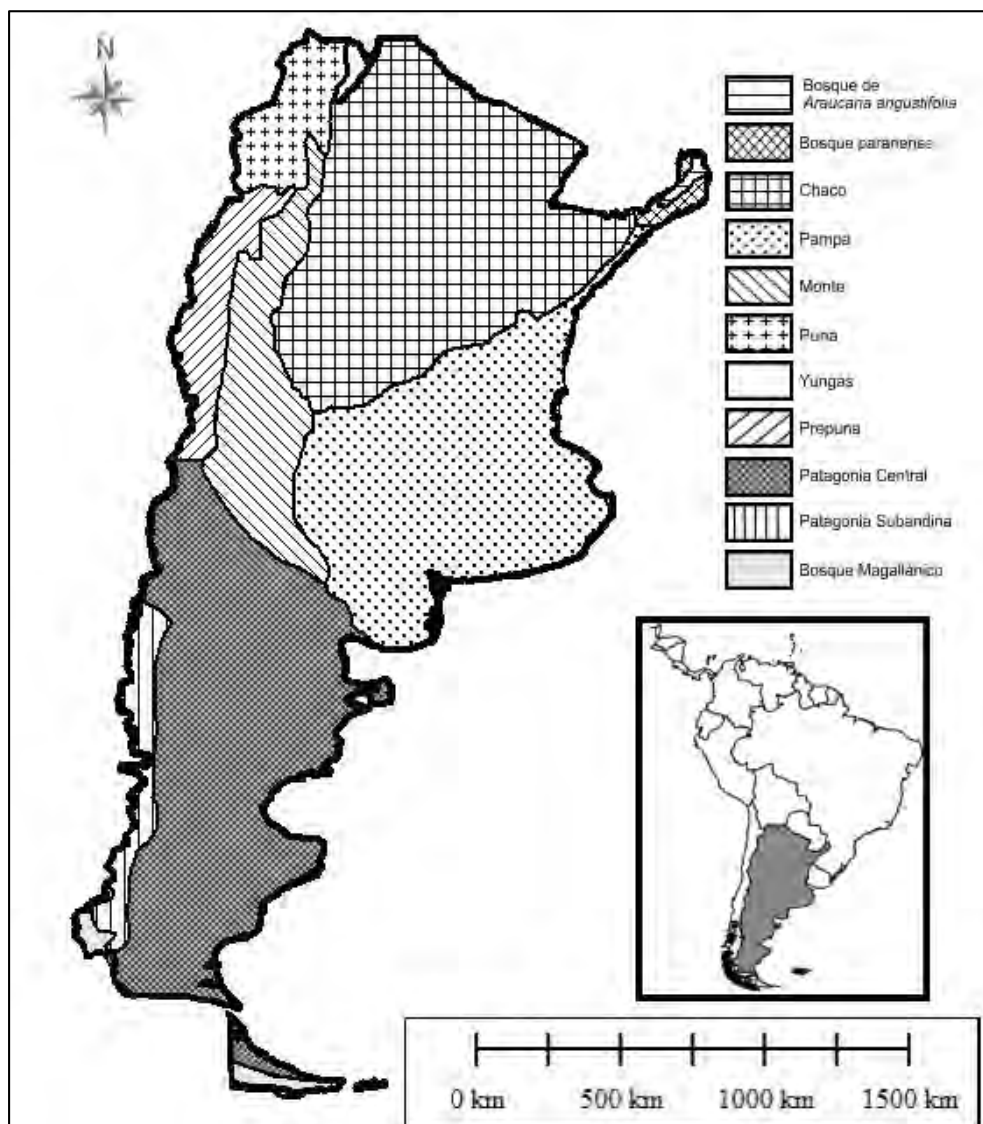 N
Bosque de
Araucaria angustifolia
Bosque paranense
Chaco
Pampa
Monte
Puna
Yungas
Prepuna
Patagonia Central
Patagonia Subandina
Bosque Magallánico
0 km 500 km 1000 km 1500 km